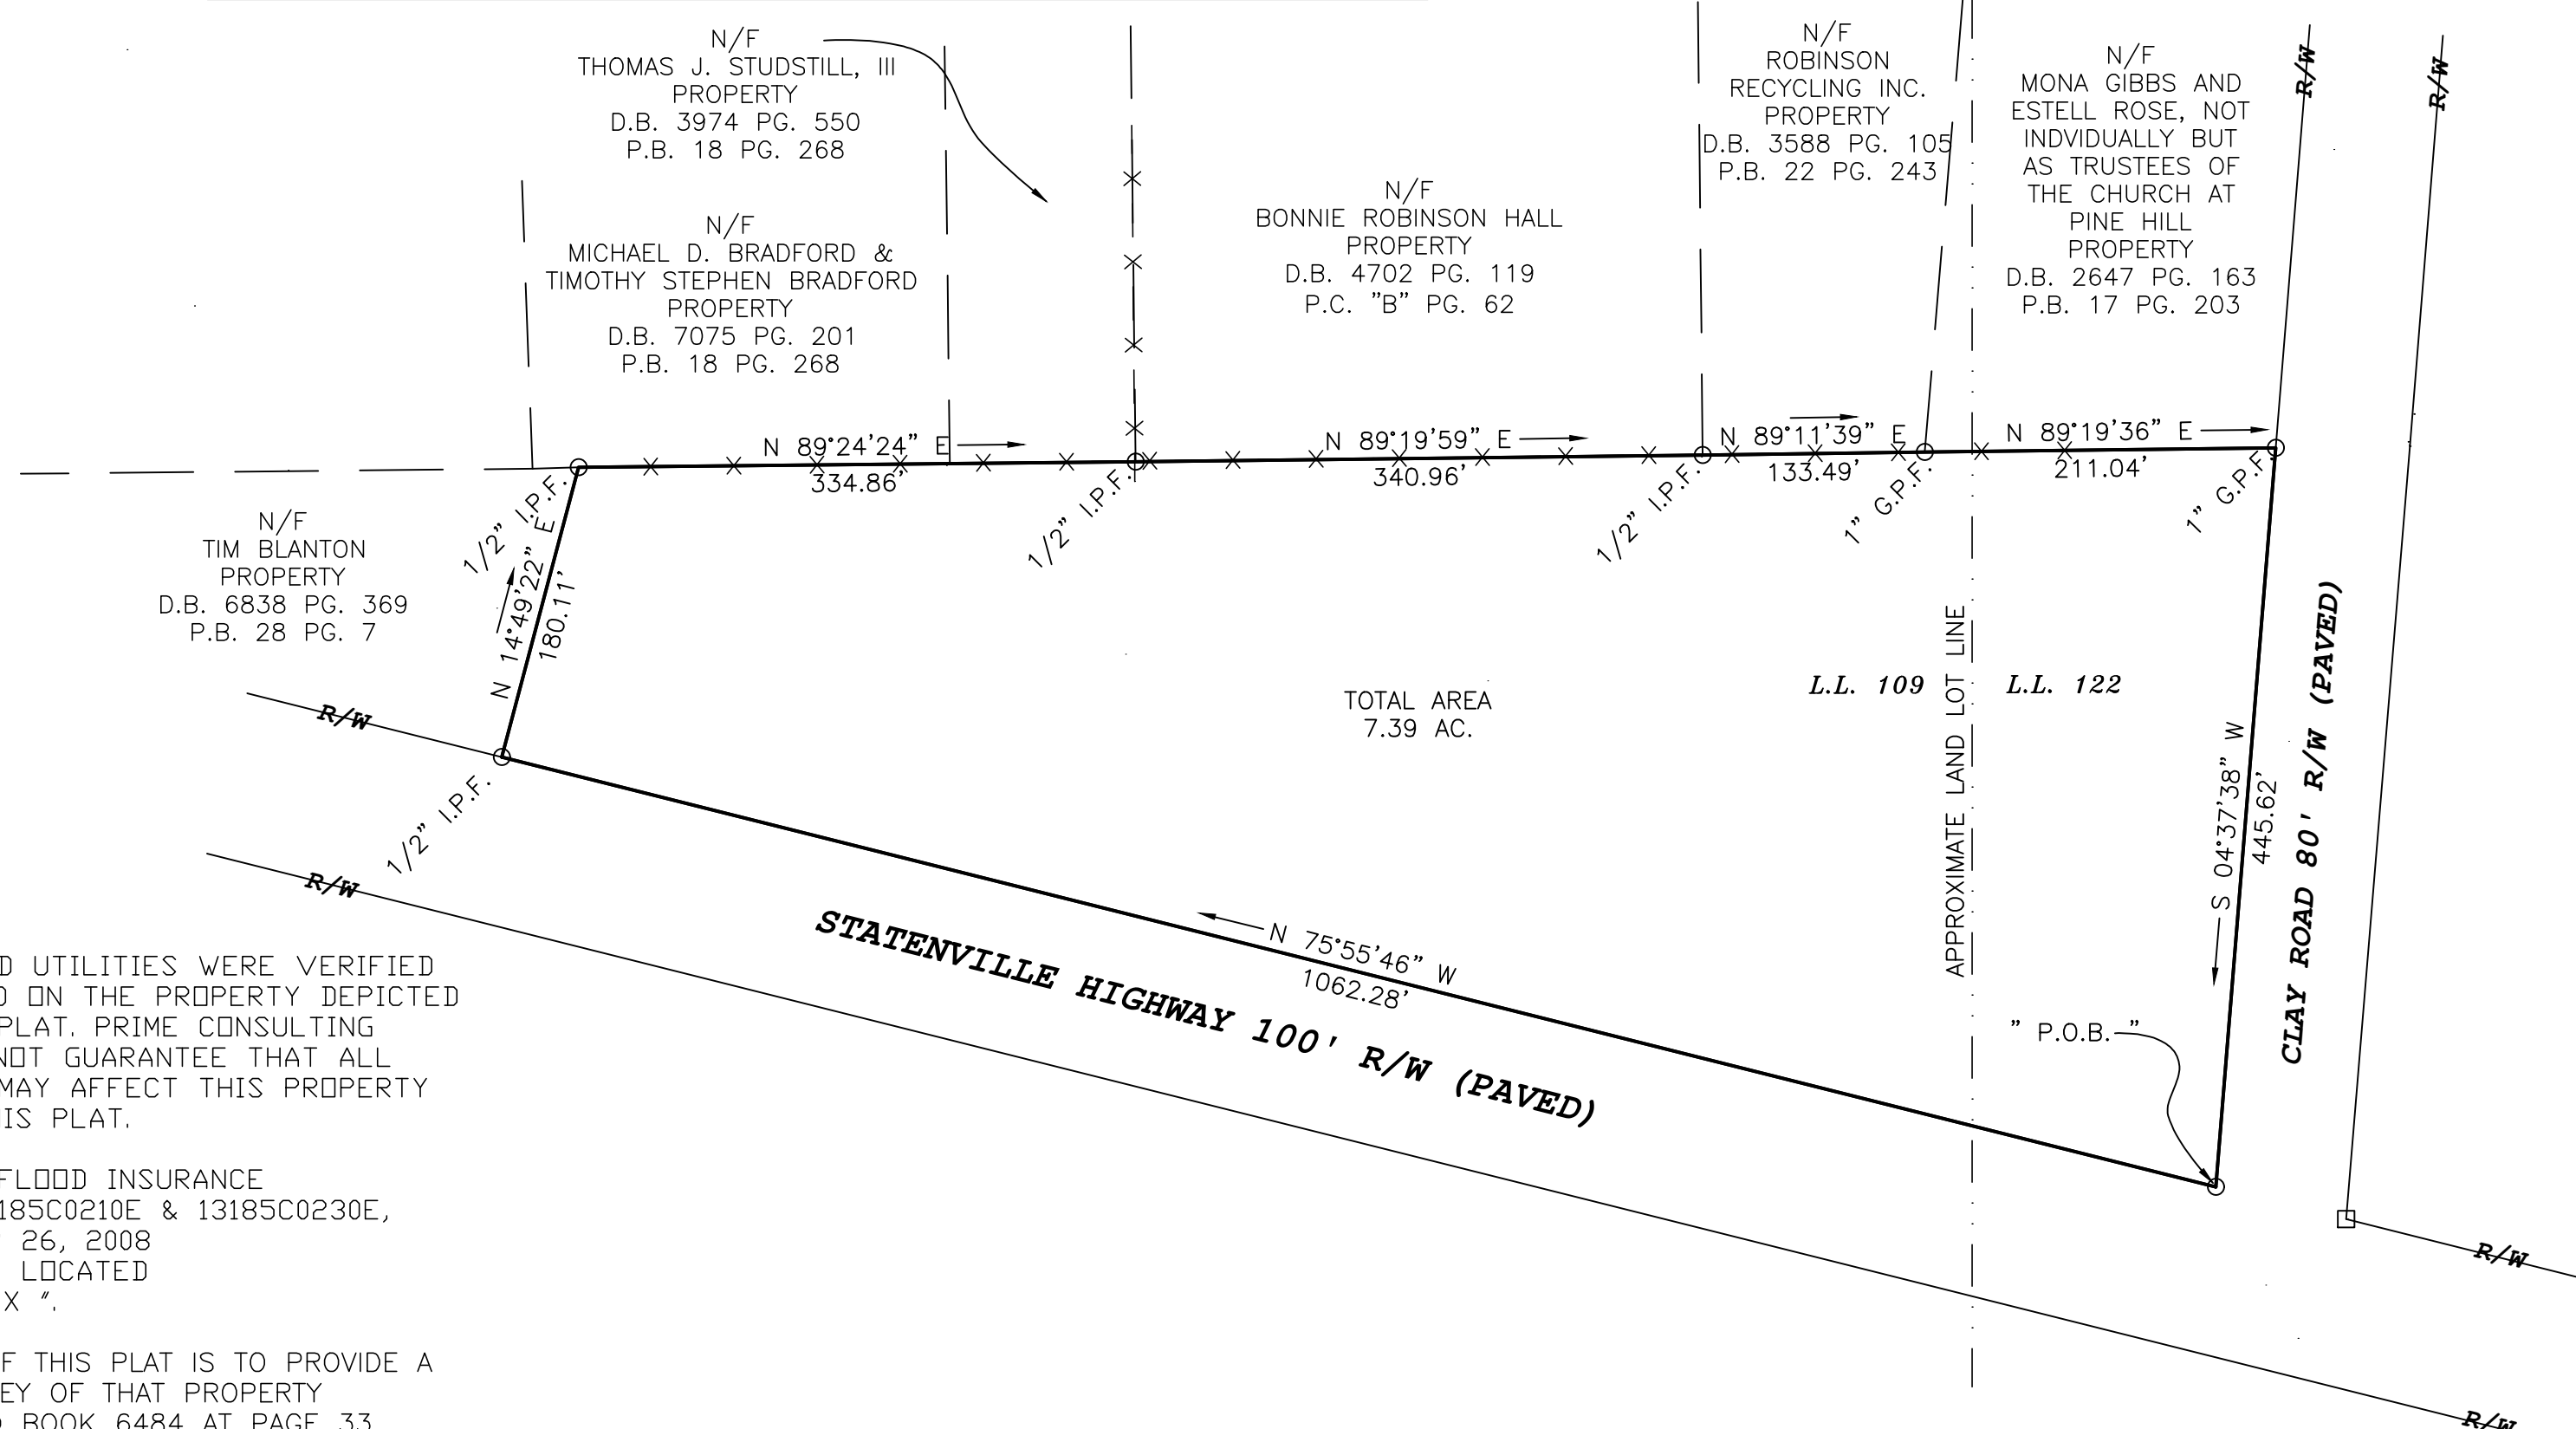 N/F
THOMAS J. STUDSTILL, III
PROPERTY
D.B. 3974 PG. 550
P.B. 18 PG. 268
N/F
MICHAEL D. BRADFORD &
TIMOTHY STEPHEN BRADFORD
PROPERTY
D.B. 7075 PG. 201
P.B. 18 PG. 268
N/F
BONNIE ROBINSON HALL
PROPERTY
D.B. 4702 PG. 119
P.C. "B" PG. 62
N/F
ROBINSON
RECYCLING INC.
PROPERTY
D.B. 3588 PG. 105
P.B. 22 PG. 243
N/F
MONA GIBBS AND
ESTELL ROSE, NOT
INDVIDUALLY BUT
AS TRUSTEES OF
THE CHURCH AT
PINE HILL
PROPERTY
D.B. 2647 PG. 163
P.B. 17 PG. 203
R/W
R/W
N 89°24'24" E
334.86'
N 89°19'59" E
340.96'
N 89°11'39" E
133.49'
N 89°19'36" E
211.04'
1/2" I.P.F.
1/2" I.P.F.
1/2" I.P.F.
1" G.P.F.
1" G.P.F.
N/F
TIM BLANTON
PROPERTY
D.B. 6838 PG. 369
P.B. 28 PG. 7
N 14°49'22" E
180.11'
R/W
1/2" I.P.F.
R/W
TOTAL AREA
7.39 AC.
L.L. 109
L.L. 122
APPROXIMATE LAND LOT LINE
S 04°37'38" W
445.62'
CLAY ROAD 80' R/W (PAVED)
N 75°55'46" W
1062.28'
STATENVILLE HIGHWAY 100' R/W (PAVED)
" P.O.B. "
R/W
R/W
D UTILITIES WERE VERIFIED
D ON THE PROPERTY DEPICTED
PLAT. PRIME CONSULTING
NOT GUARANTEE THAT ALL
MAY AFFECT THIS PROPERTY
IS PLAT.
FLOOD INSURANCE
185C0210E & 13185C0230E,
26, 2008
LOCATED
X ".
F THIS PLAT IS TO PROVIDE A
EY OF THAT PROPERTY
BOOK 6484 AT PAGE 33